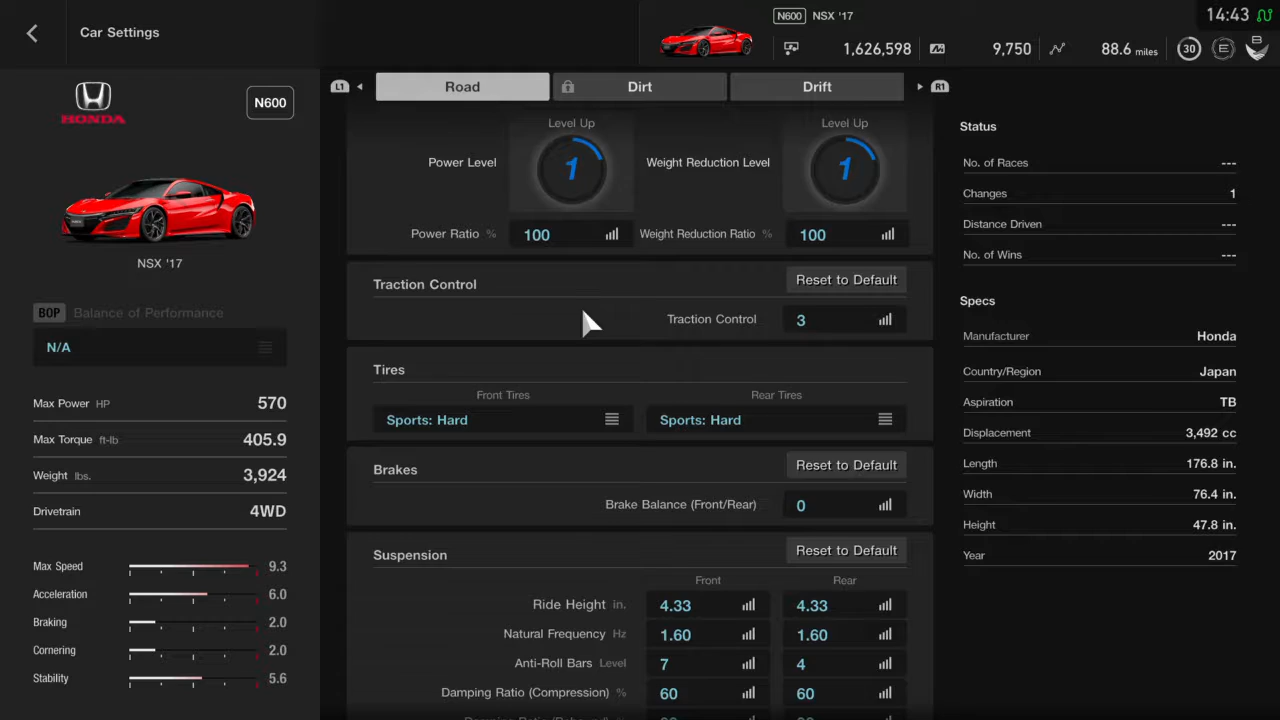 Car Settings
N600 NSX '17
14:43
1,626,598
9,750
88.6 miles
30
E
B
HONDA
N600
NSX '17
BOP Balance of Performance
N/A
Max Power HP 570
Max Torque ft-lb 405.9
Weight lbs. 3,924
Drivetrain 4WD
Max Speed 9.3
Acceleration 6.0
Braking 2.0
Cornering 2.0
Stability 5.6
L1 Road Dirt Drift R1
Level Up Level Up
Power Level 1 Weight Reduction Level 1
Power Ratio % 100 Weight Reduction Ratio % 100
Traction Control Reset to Default
Traction Control 3
Tires
Front Tires Rear Tires
Sports: Hard Sports: Hard
Brakes Reset to Default
Brake Balance (Front/Rear) 0
Suspension Reset to Default
Front Rear
Ride Height in. 4.33 4.33
Natural Frequency Hz 1.60 1.60
Anti-Roll Bars Level 7 4
Damping Ratio (Compression) % 60 60
Status
No. of Races ---
Changes 1
Distance Driven ---
No. of Wins ---
Specs
Manufacturer Honda
Country/Region Japan
Aspiration TB
Displacement 3,492 cc
Length 176.8 in.
Width 76.4 in.
Height 47.8 in.
Year 2017